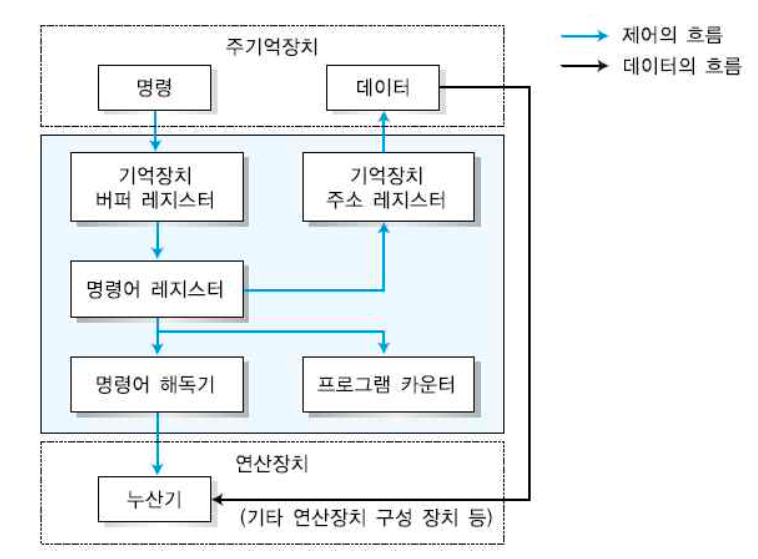 주기억장치
제어의 흐름
데이터의 흐름
명령
데이터
기억장치
버퍼 레지스터
기억장치
주소 레지스터
명령어 레지스터
명령어 해독기
프로그램 카운터
연산장치
누산기
(기타 연산장치 구성 장치 등)